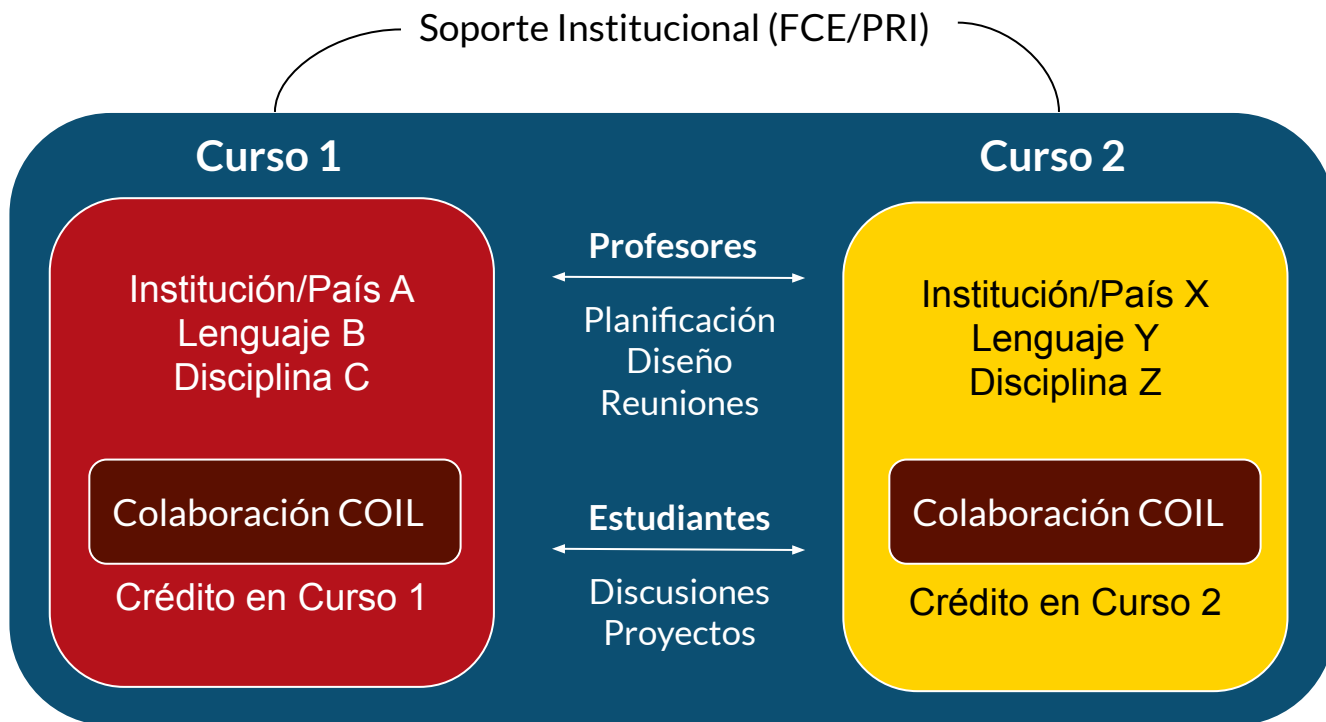 Soporte Institucional (FCE/PRI)
Curso 1
Institución/País A
Lenguaje B
Disciplina C
Colaboración COIL
Crédito en Curso 1
Profesores
Planificación
Diseño
Reuniones
Estudiantes
Discusiones
Proyectos
Curso 2
Institución/País X
Lenguaje Y
Disciplina Z
Colaboración COIL
Crédito en Curso 2